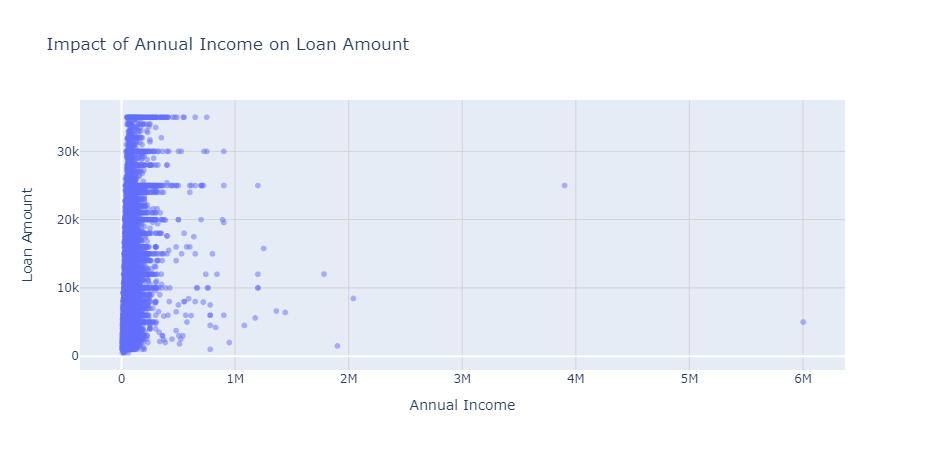 Impact of Annual Income on Loan Amount
Loan Amount
30k
20k
10k
0
0 1M 2M 3M 4M 5M 6M
Annual Income